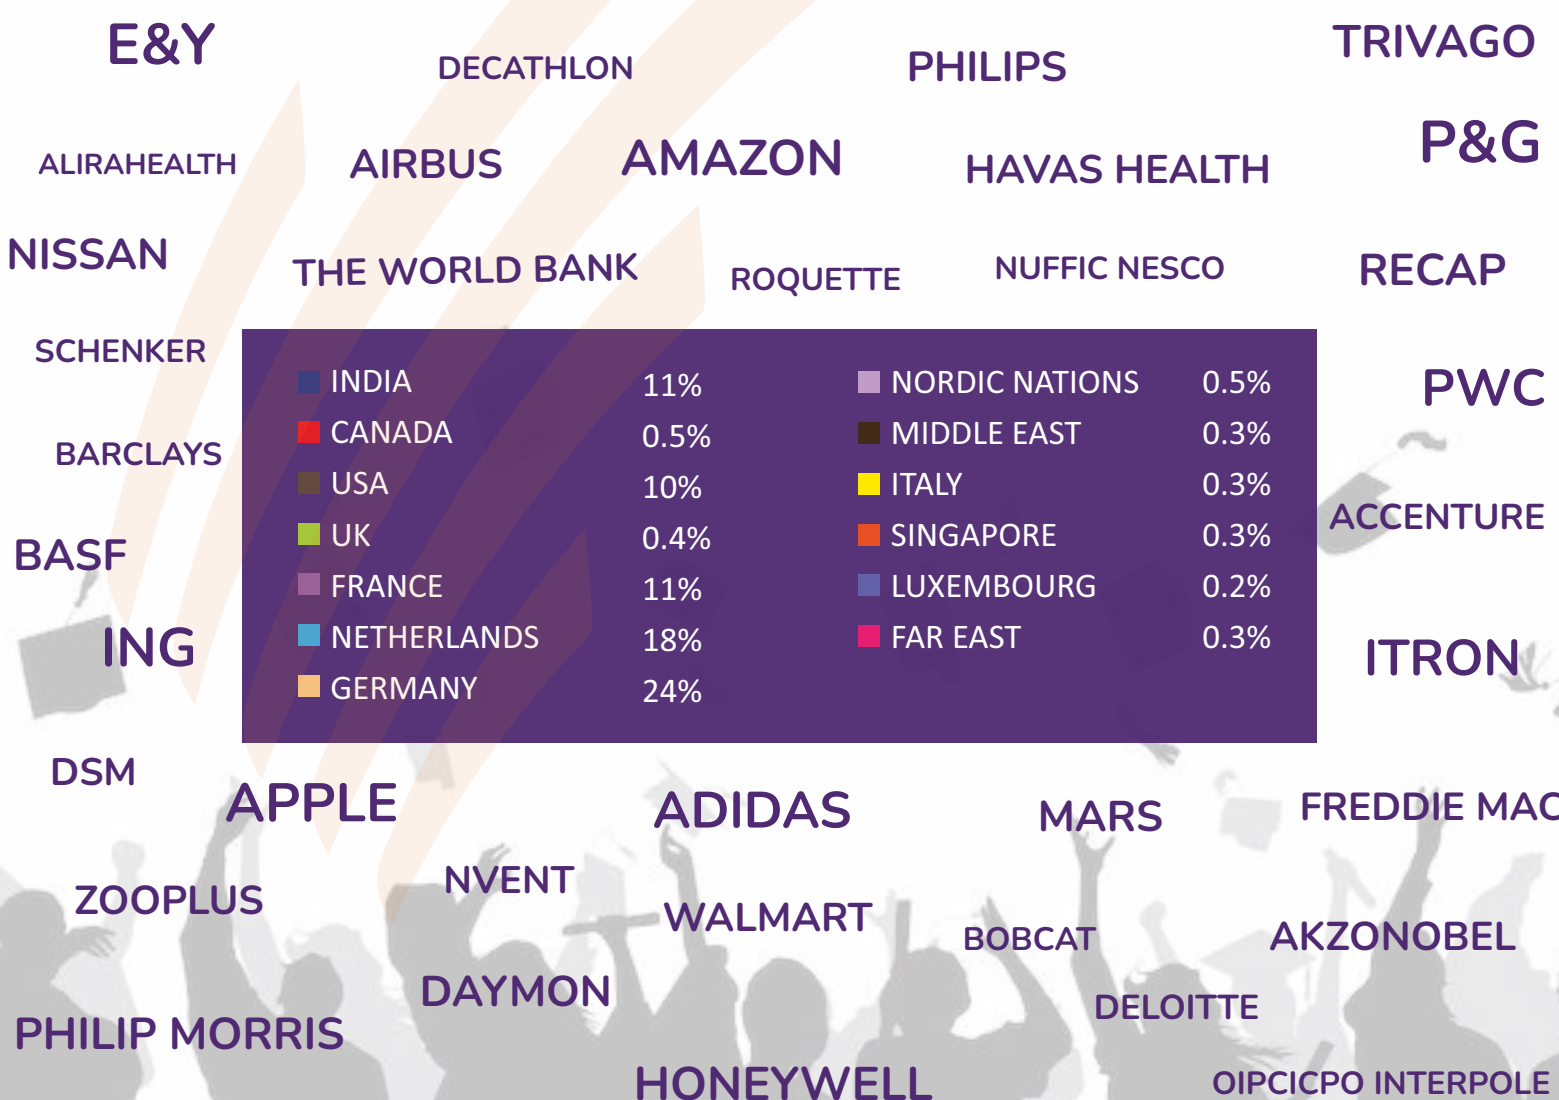 E&Y
DECATHLON
PHILIPS
TRIVAGO
ALIRAHEALTH
AIRBUS
AMAZON
HAVAS HEALTH
P&G
NISSAN
THE WORLD BANK
ROQUETTE
NUFFIC NESCO
RECAP
SCHENKER
BARCLAYS
BASF
ING
INDIA 11%
CANADA 0.5%
USA 10%
UK 0.4%
FRANCE 11%
NETHERLANDS 18%
GERMANY 24%
NORDIC NATIONS 0.5%
MIDDLE EAST 0.3%
ITALY 0.3%
SINGAPORE 0.3%
LUXEMBOURG 0.2%
FAR EAST 0.3%
PWC
ACCENTURE
ITRON
DSM
APPLE
ADIDAS
MARS
FREDDIE MAC
ZOOPLUS
NVENT
WALMART
BOBCAT
AKZONOBEL
DAYMON
DELOITTE
PHILIP MORRIS
HONEYWELL
OIPCICPO INTERPOLE